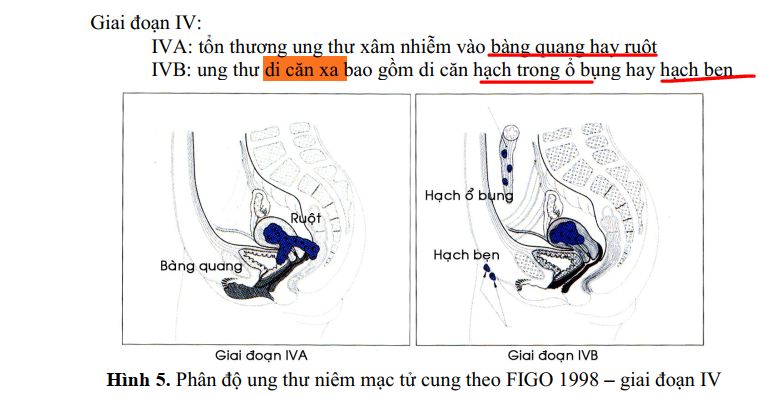 Giai đoạn IV:
IVA: tổn thương ung thư xâm nhiễm vào bàng quang hay ruột
IVB: ung thư di căn xa bao gồm di căn hạch trong ổ bụng hay hạch ben
Ruột
Bàng quang
Giai đoạn IVA
Hạch ổ bụng
Hạch bẹn
Giai đoạn IVB
Hình 5. Phân độ ung thư niêm mạc tử cung theo FIGO 1998 – giai đoạn IV